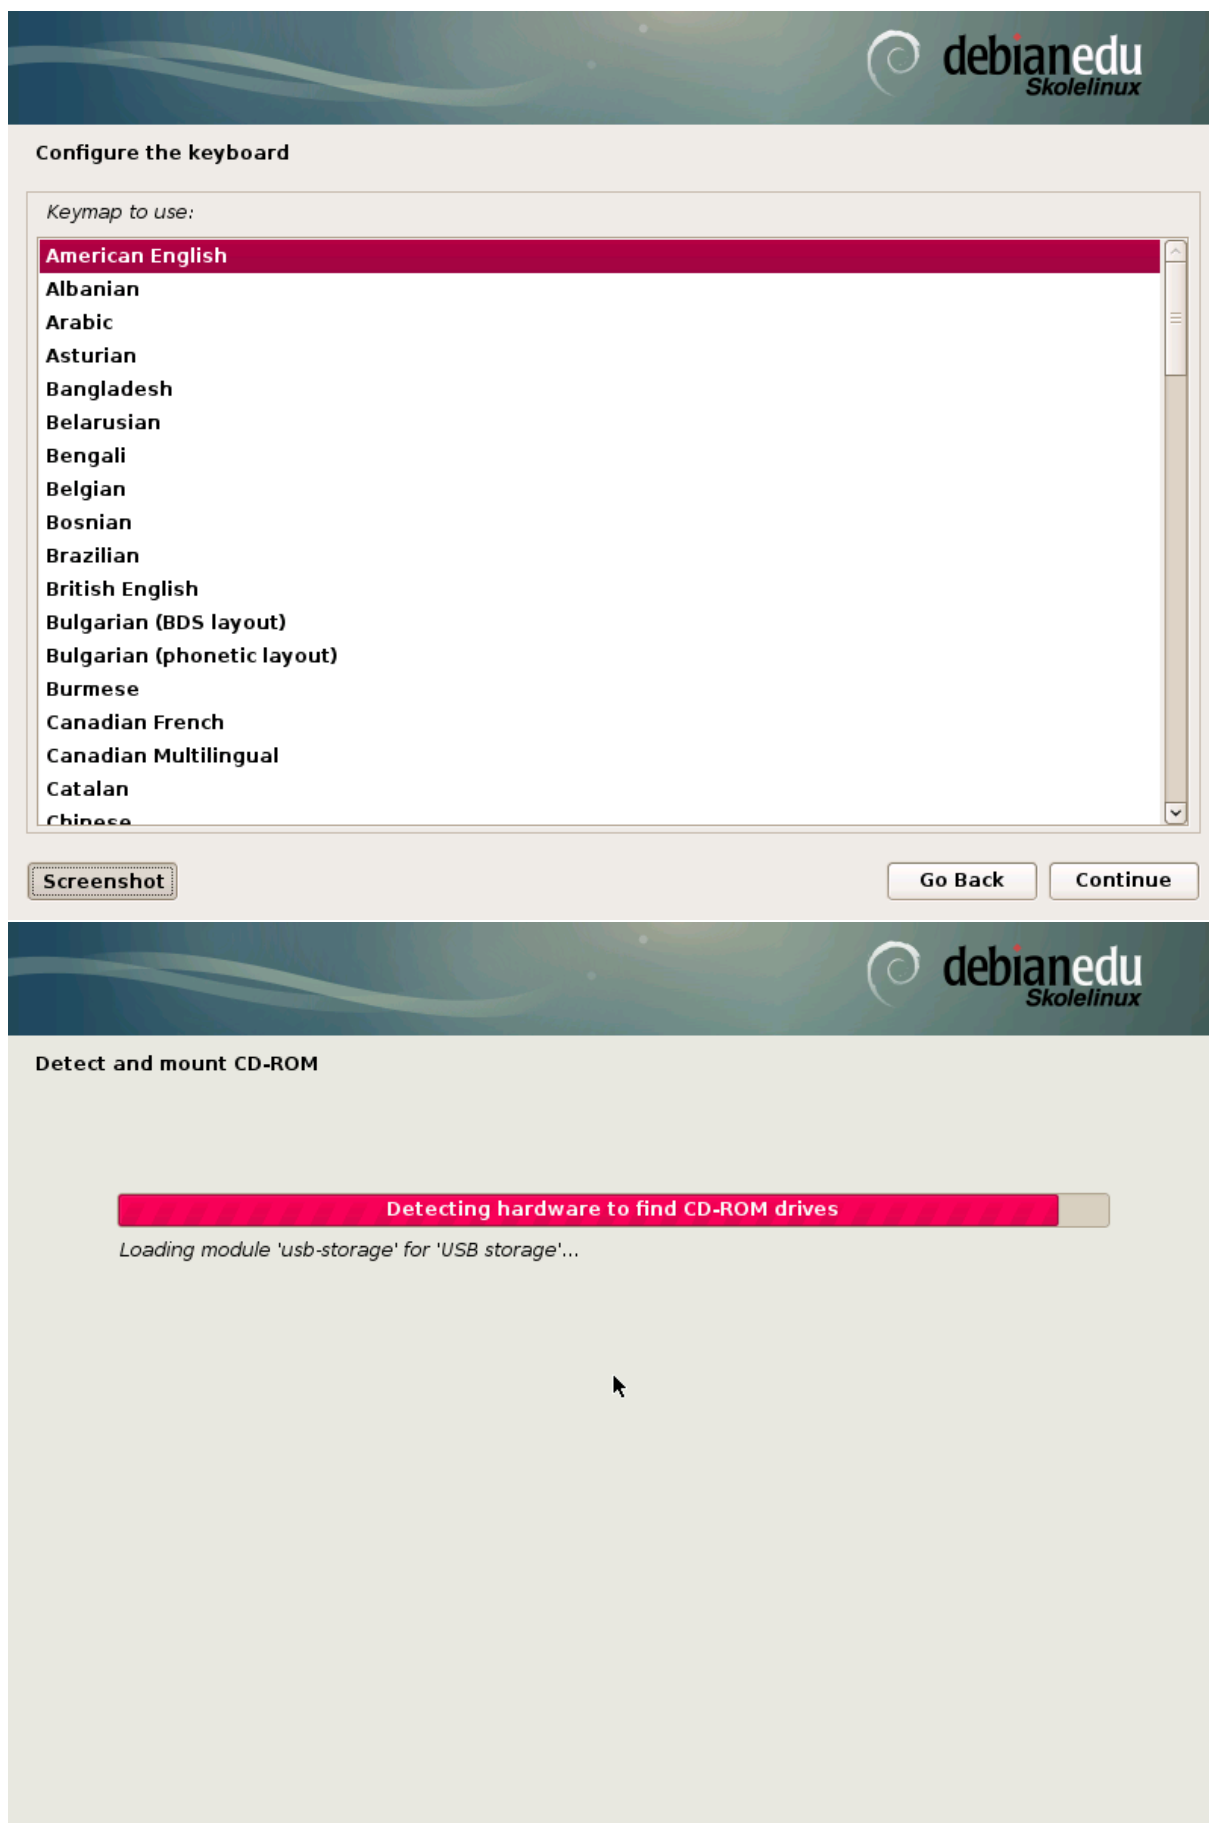 debianedu
Skolelinux
Configure the keyboard
Keymap to use:
American English
Albanian
Arabic
Asturian
Bangladesh
Belarusian
Bengali
Belgian
Bosnian
Brazilian
British English
Bulgarian (BDS layout)
Bulgarian (phonetic layout)
Burmese
Canadian French
Canadian Multilingual
Catalan
Chinese
Screenshot
Go Back
Continue
debianedu
Skolelinux
Detect and mount CD-ROM
Detecting hardware to find CD-ROM drives
Loading module 'usb-storage' for 'USB storage'...